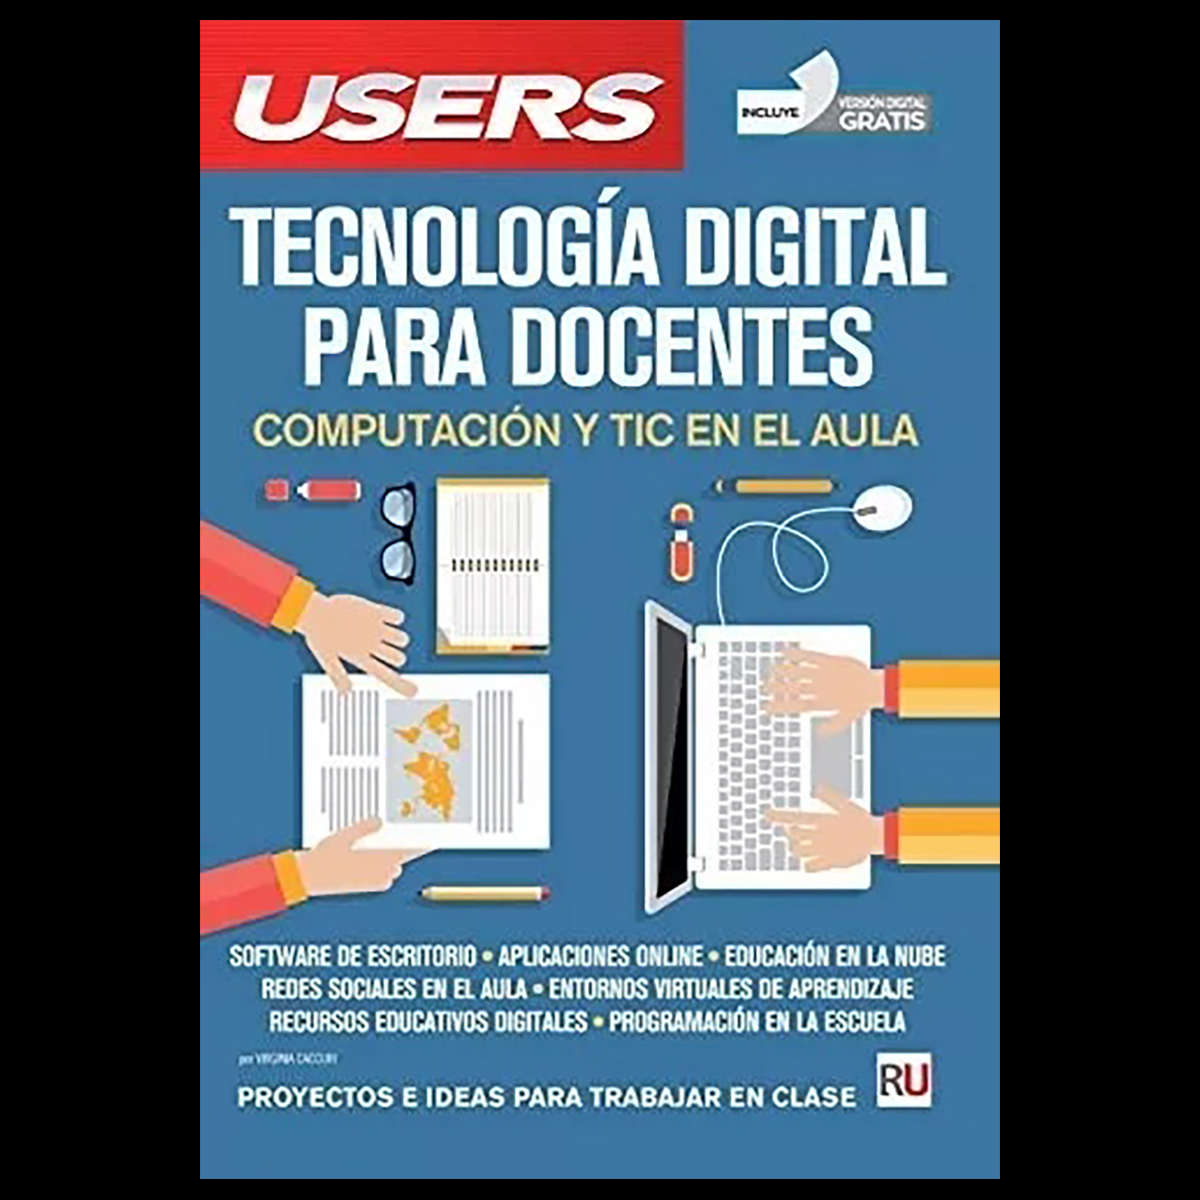 USERS
INCLUYE
VERSIÓN DIGITAL
GRATIS
TECNOLOGÍA DIGITAL
PARA DOCENTES
COMPUTACIÓN Y TIC EN EL AULA
SOFTWARE DE ESCRITORIO • APLICACIONES ONLINE • EDUCACIÓN EN LA NUBE
REDES SOCIALES EN EL AULA • ENTORNOS VIRTUALES DE APRENDIZAJE
RECURSOS EDUCATIVOS DIGITALES • PROGRAMACIÓN EN LA ESCUELA
por VIRGINIA CACCURI
PROYECTOS E IDEAS PARA TRABAJAR EN CLASE
RU